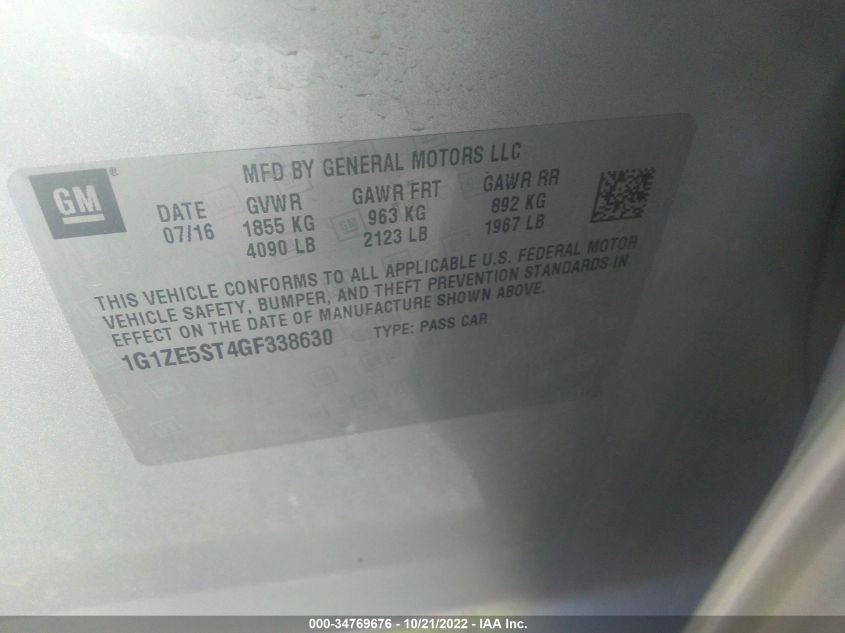 MFD BY GENERAL MOTORS LLC
GM®
DATE GVWR GAWR FRT GAWR RR
07/16 1855 KG 963 KG 892 KG
4090 LB 2123 LB 1967 LB
THIS VEHICLE CONFORMS TO ALL APPLICABLE U.S. FEDERAL MOTOR
VEHICLE SAFETY, BUMPER, AND THEFT PREVENTION STANDARDS IN
EFFECT ON THE DATE OF MANUFACTURE SHOWN ABOVE.
1G1ZE5ST4GF338630 TYPE: PASS CAR
000-34769676 - 10/21/2022 - IAA Inc.